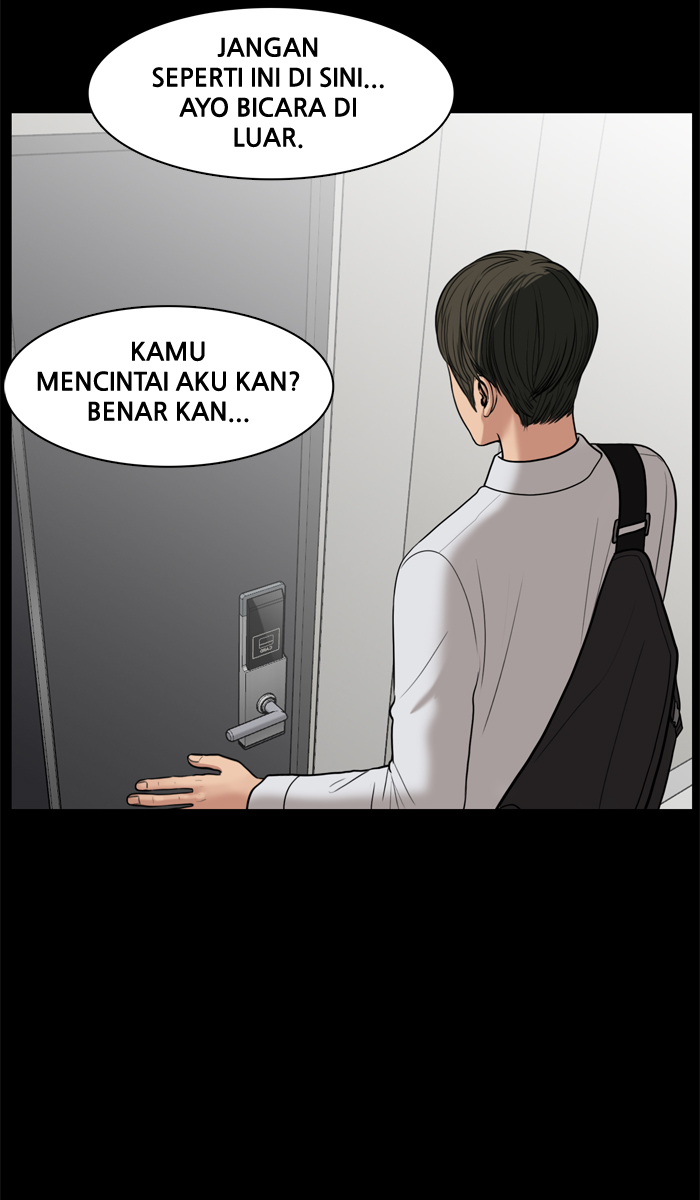 JANGAN
SEPERTI INI DI SINI...
AYO BICARA DI
LUAR.
KAMU
MENCINTAI AKU KAN?
BENAR KAN...